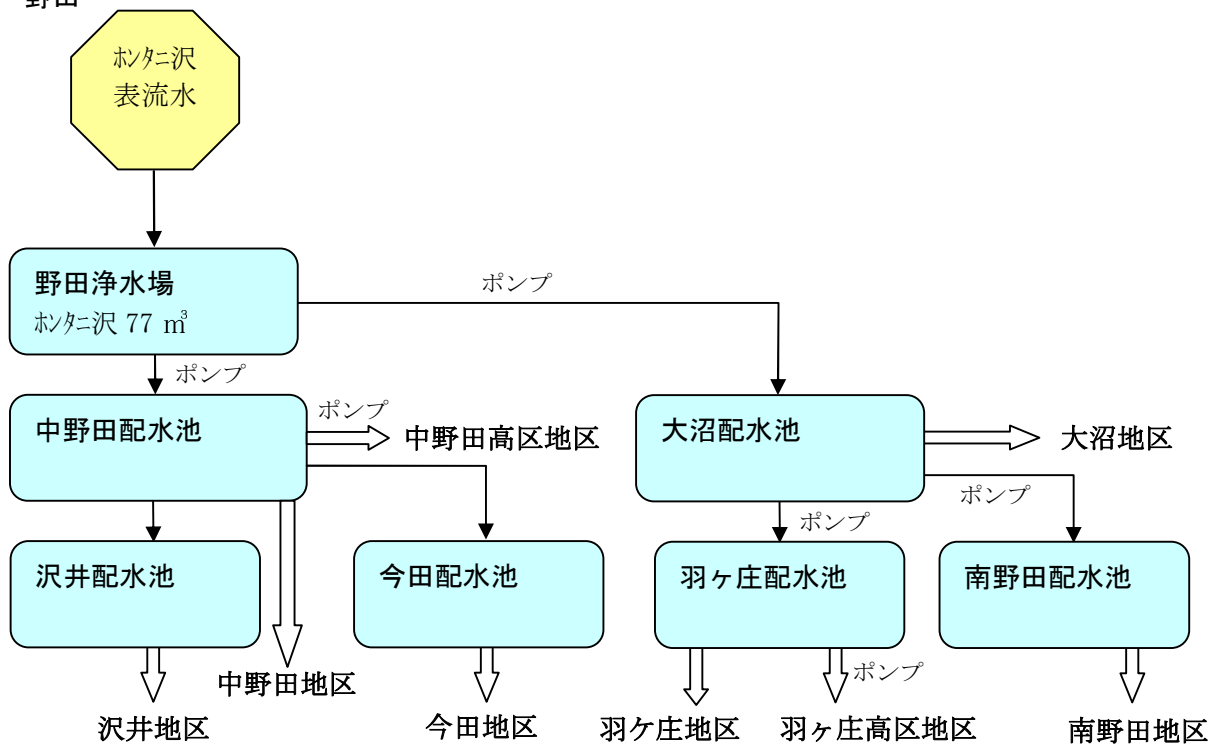 野田
ﾎﾝﾀﾆ沢
表流水
野田浄水場
ﾎﾝﾀﾆ沢 77 ㎥
ポンプ
ポンプ
中野田配水池
ポンプ
中野田高区地区
大沼配水池
大沼地区
ポンプ
ポンプ
沢井配水池
今田配水池
羽ヶ庄配水池
南野田配水池
ポンプ
中野田地区
沢井地区
今田地区
羽ケ庄地区
羽ヶ庄高区地区
南野田地区